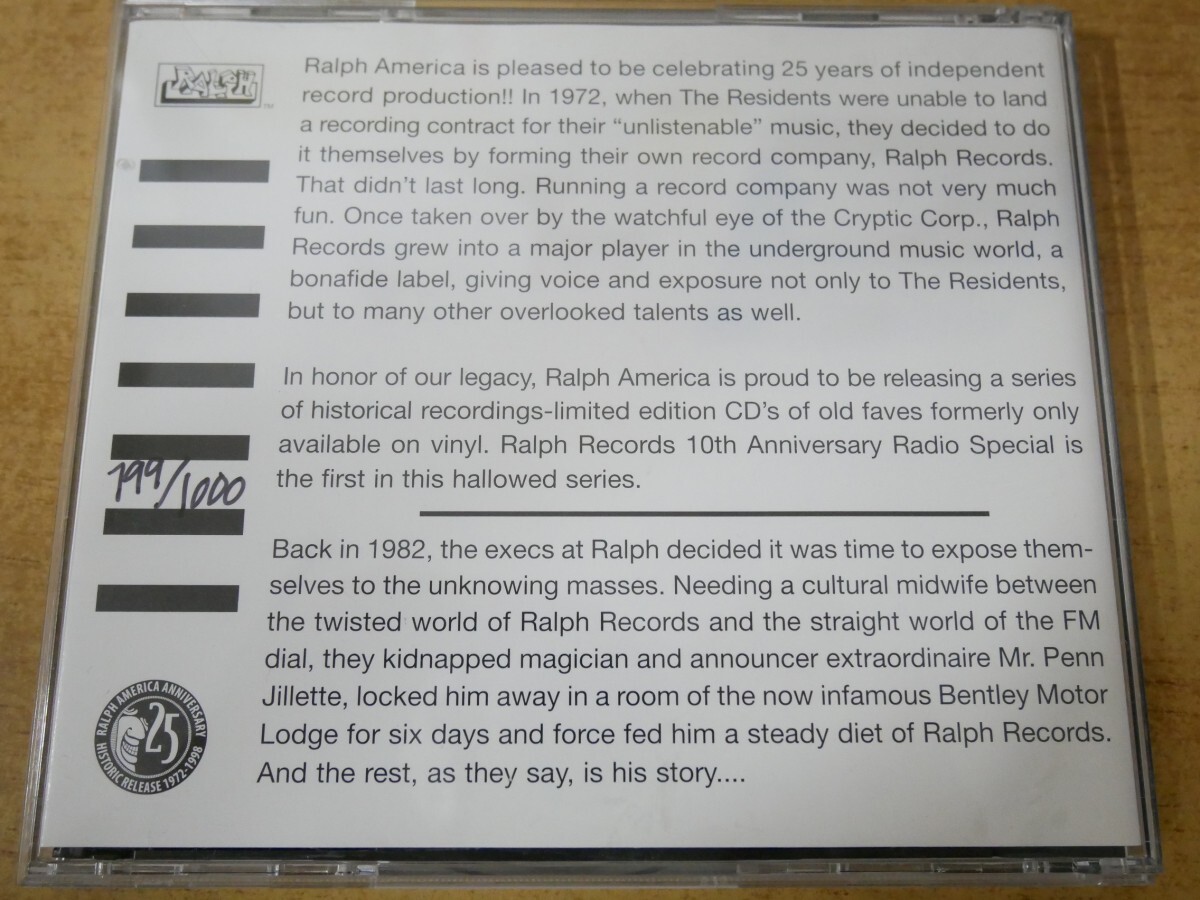 RALPH
TM
Ralph America is pleased to be celebrating 25 years of independent
record production!! In 1972, when The Residents were unable to land
a recording contract for their “unlistenable” music, they decided to do
it themselves by forming their own record company, Ralph Records.
That didn’t last long. Running a record company was not very much
fun. Once taken over by the watchful eye of the Cryptic Corp., Ralph
Records grew into a major player in the underground music world, a
bonafide label, giving voice and exposure not only to The Residents,
but to many other overlooked talents as well.
In honor of our legacy, Ralph America is proud to be releasing a series
of historical recordings-limited edition CD’s of old faves formerly only
available on vinyl. Ralph Records 10th Anniversary Radio Special is
the first in this hallowed series.
799/1000
Back in 1982, the execs at Ralph decided it was time to expose them-
selves to the unknowing masses. Needing a cultural midwife between
the twisted world of Ralph Records and the straight world of the FM
dial, they kidnapped magician and announcer extraordinaire Mr. Penn
Jillette, locked him away in a room of the now infamous Bentley Motor
Lodge for six days and force fed him a steady diet of Ralph Records.
And the rest, as they say, is his story....
RALPH AMERICA ANNIVERSARY
25
HISTORIC RELEASE 1972-1998